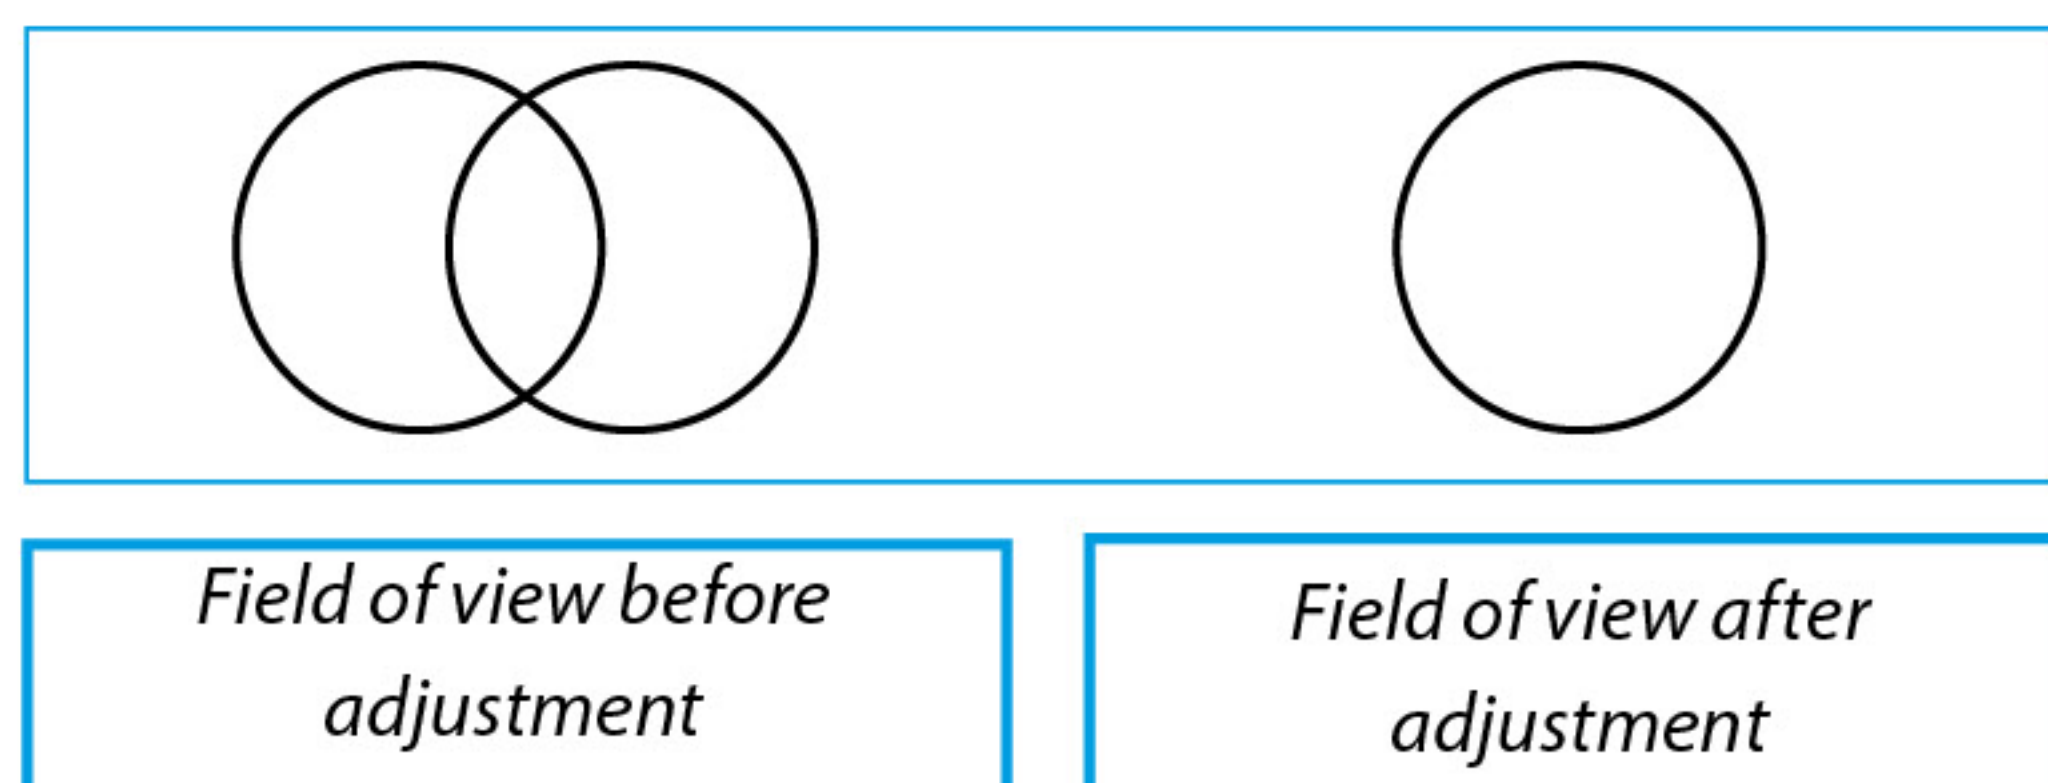 Field of view before
adjustment
Field of view after
adjustment